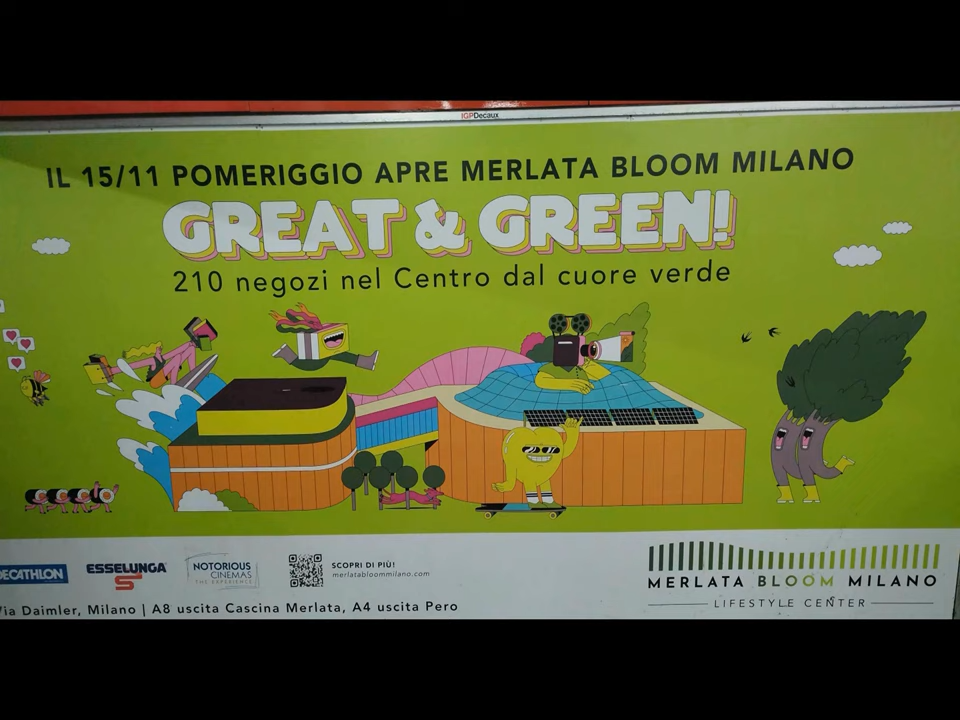 IGPDecaux
IL 15/11 POMERIGGIO APRE MERLATA BLOOM MILANO
GREAT & GREEN!
210 negozi nel Centro dal cuore verde
DECATHLON
ESSELUNGA
S
NOTORIOUS
CINEMAS
THE EXPERIENCE
SCOPRI DI PIÙ!
merlatabloommilano.com
Via Daimler, Milano | A8 uscita Cascina Merlata, A4 uscita Pero
MERLATA BLOOM MILANO
LIFESTYLE CENTER